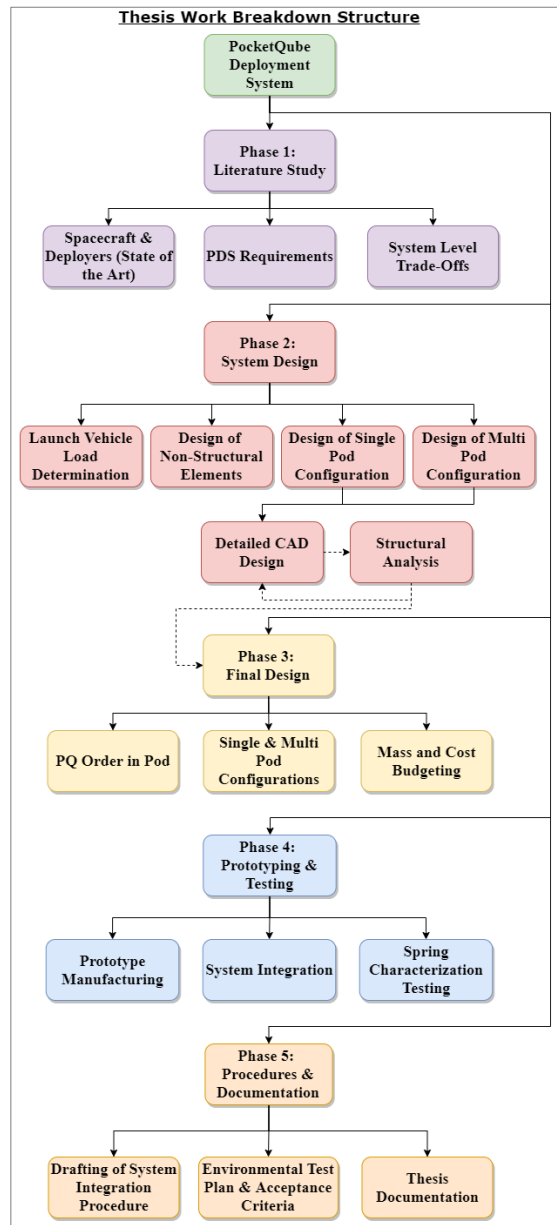 Thesis Work Breakdown Structure
PocketQube
Deployment
System
Phase 1:
Literature Study
Spacecraft &
Deployers (State of
the Art)
PDS Requirements
System Level
Trade-Offs
Phase 2:
System Design
Launch Vehicle
Load
Determination
Design of
Non-Structural
Elements
Design of Single
Pod
Configuration
Design of Multi
Pod
Configuration
Detailed CAD
Design
Structural
Analysis
Phase 3:
Final Design
PQ Order in Pod
Single & Multi
Pod
Configurations
Mass and Cost
Budgeting
Phase 4:
Prototyping &
Testing
Prototype
Manufacturing
System Integration
Spring
Characterization
Testing
Phase 5:
Procedures &
Documentation
Drafting of System
Integration
Procedure
Environmental Test
Plan & Acceptance
Criteria
Thesis
Documentation